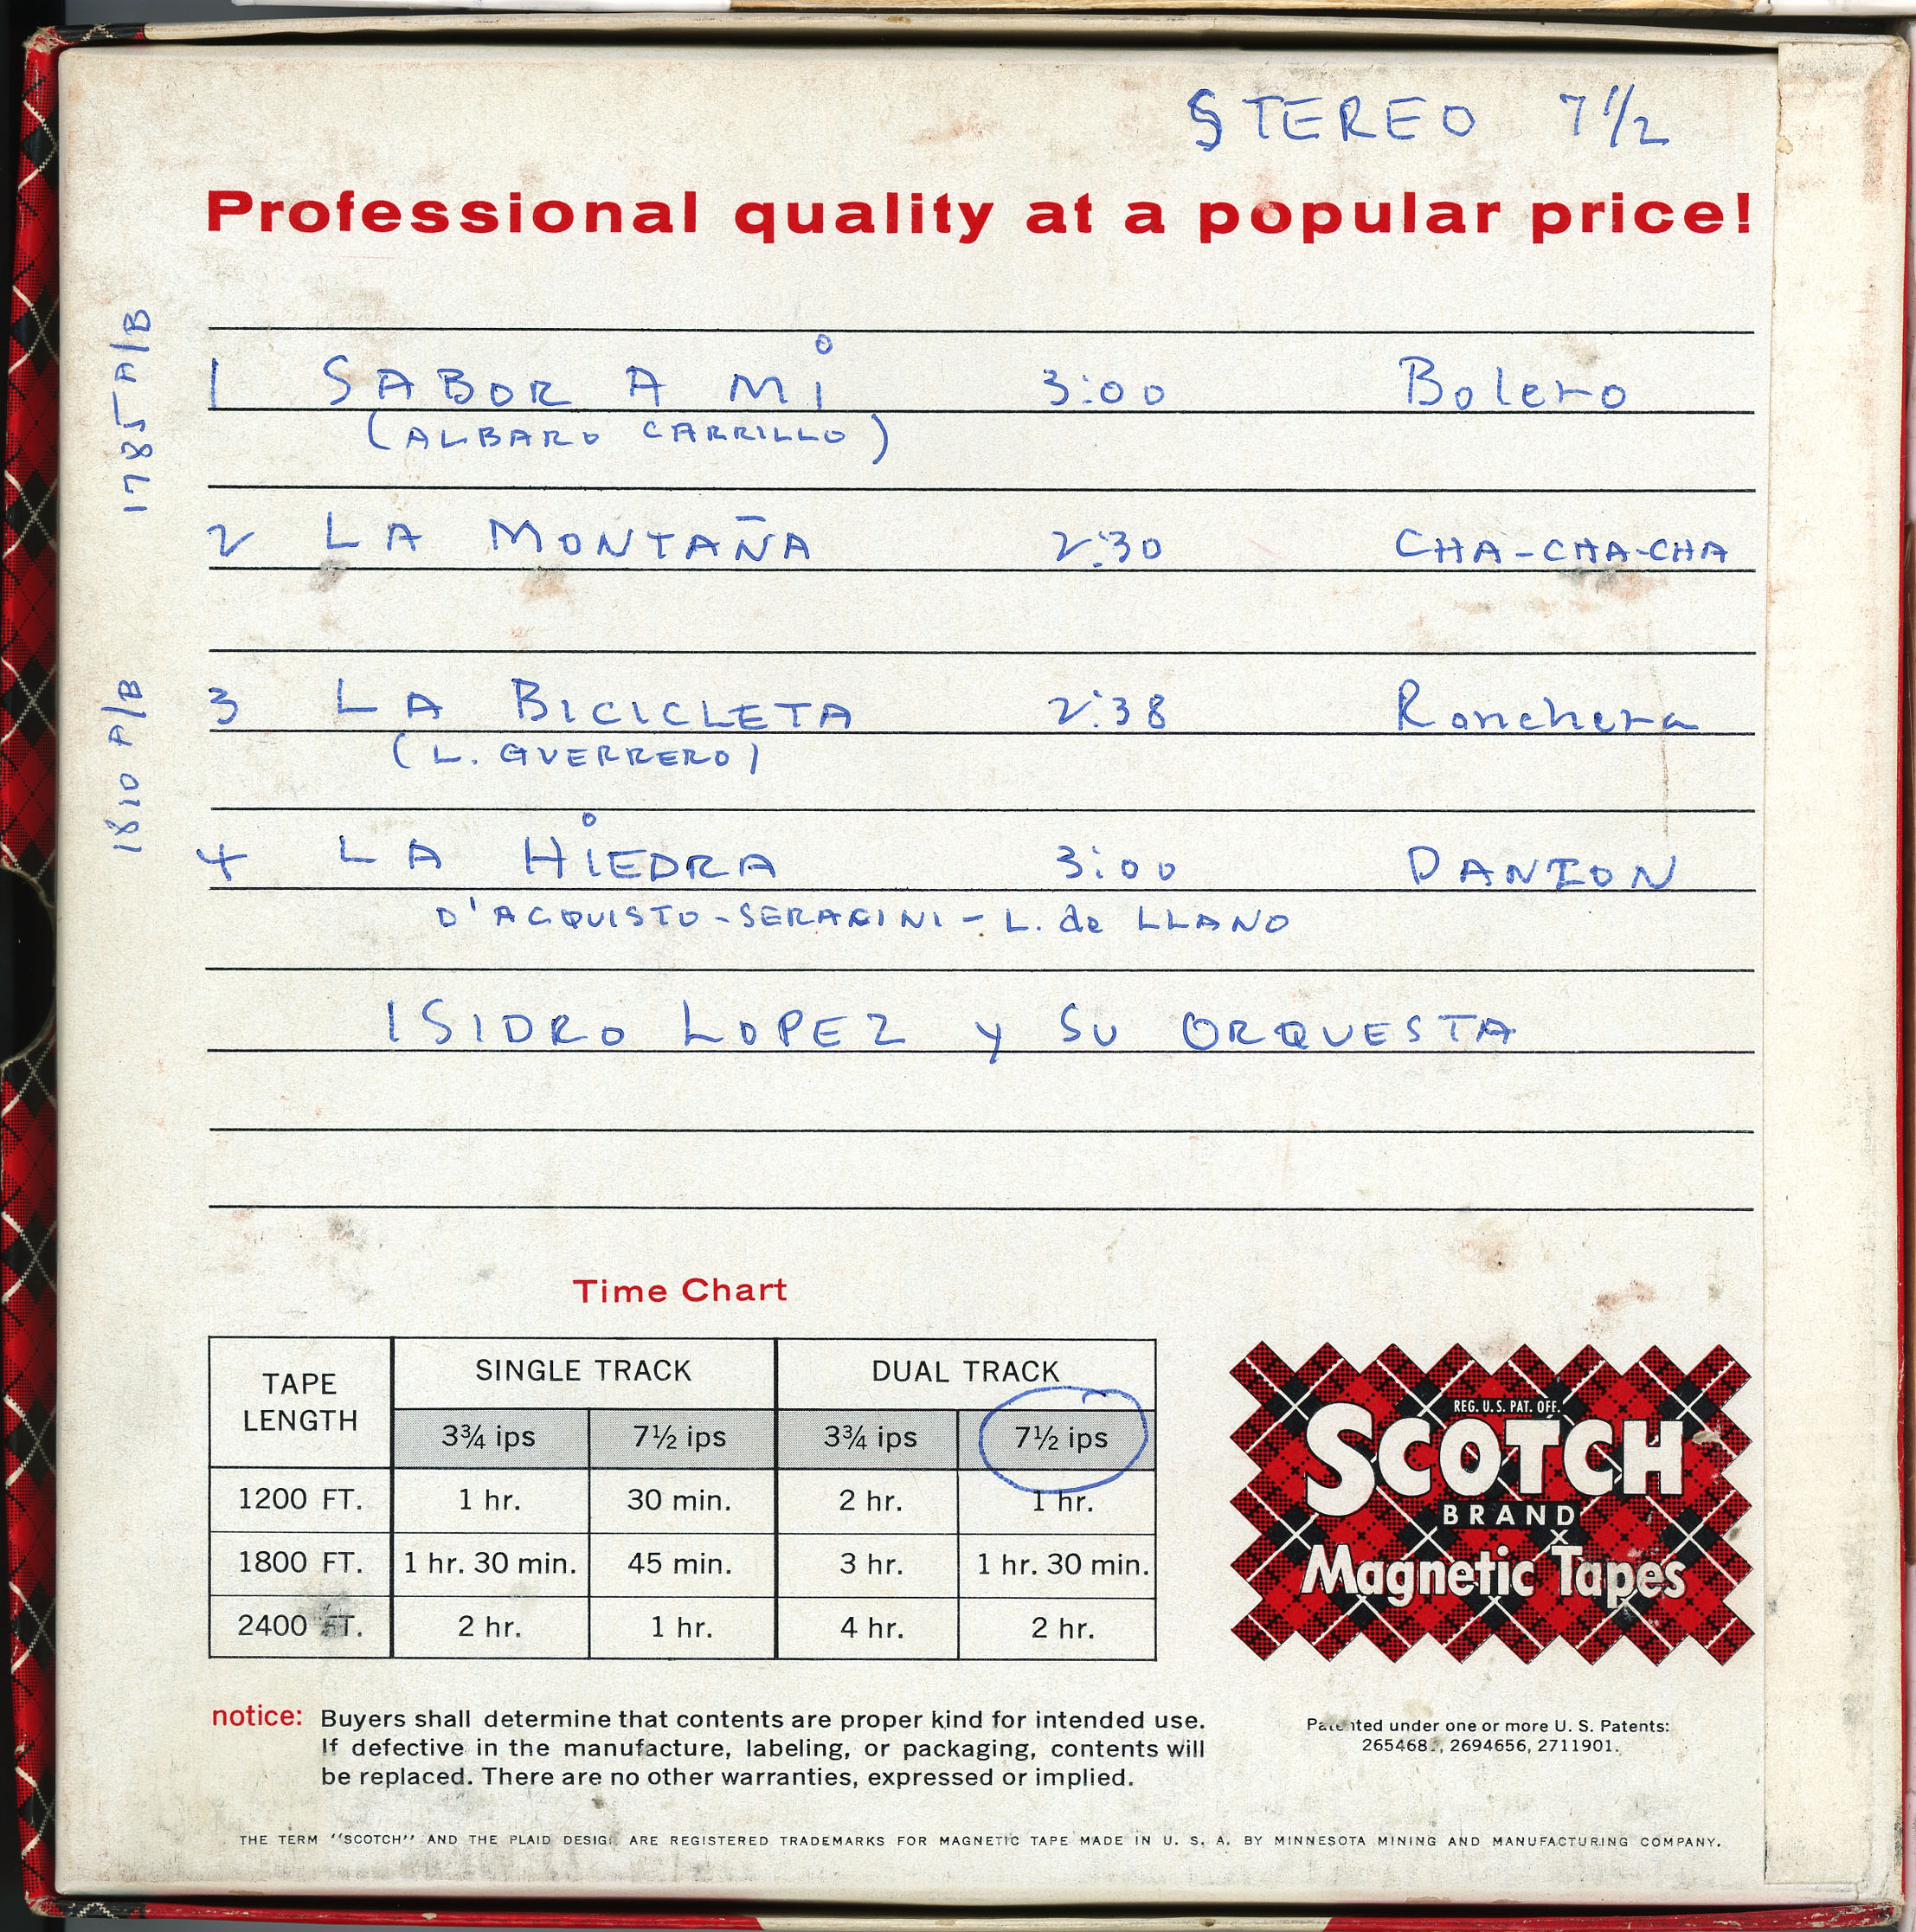 STEREO 7 1/2
Professional quality at a popular price!
1785 A/B
1 SABOR A Mi 3:00 Bolero
(ALBARO CARRILLO)
2 LA MONTAÑA 2:30 CHA-CHA-CHA
1810 A/B
3 LA BICICLETA 2:38 Ranchera
(L. GUERRERO)
4 LA HiEDRA 3:00 DANZON
D'ACQUISTO-SERAFINI-L. de LLANO
ISIDRO LOPEZ y SU ORQUESTA
Time Chart
TAPE LENGTH SINGLE TRACK DUAL TRACK
3¾ ips 7½ ips 3¾ ips 7½ ips
1200 FT. 1 hr. 30 min. 2 hr. 1 hr.
1800 FT. 1 hr. 30 min. 45 min. 3 hr. 1 hr. 30 min.
2400 FT. 2 hr. 1 hr. 4 hr. 2 hr.
REG. U.S. PAT. OFF.
SCOTCH
BRAND
Magnetic Tapes
notice: Buyers shall determine that contents are proper kind for intended use.
If defective in the manufacture, labeling, or packaging, contents will
be replaced. There are no other warranties, expressed or implied.
Patented under one or more U. S. Patents:
2694656, 2711901.
THE TERM "SCOTCH" AND THE PLAID DESIGN ARE REGISTERED TRADEMARKS FOR MAGNETIC TAPE MADE IN U. S. A. BY MINNESOTA MINING AND MANUFACTURING COMPANY.